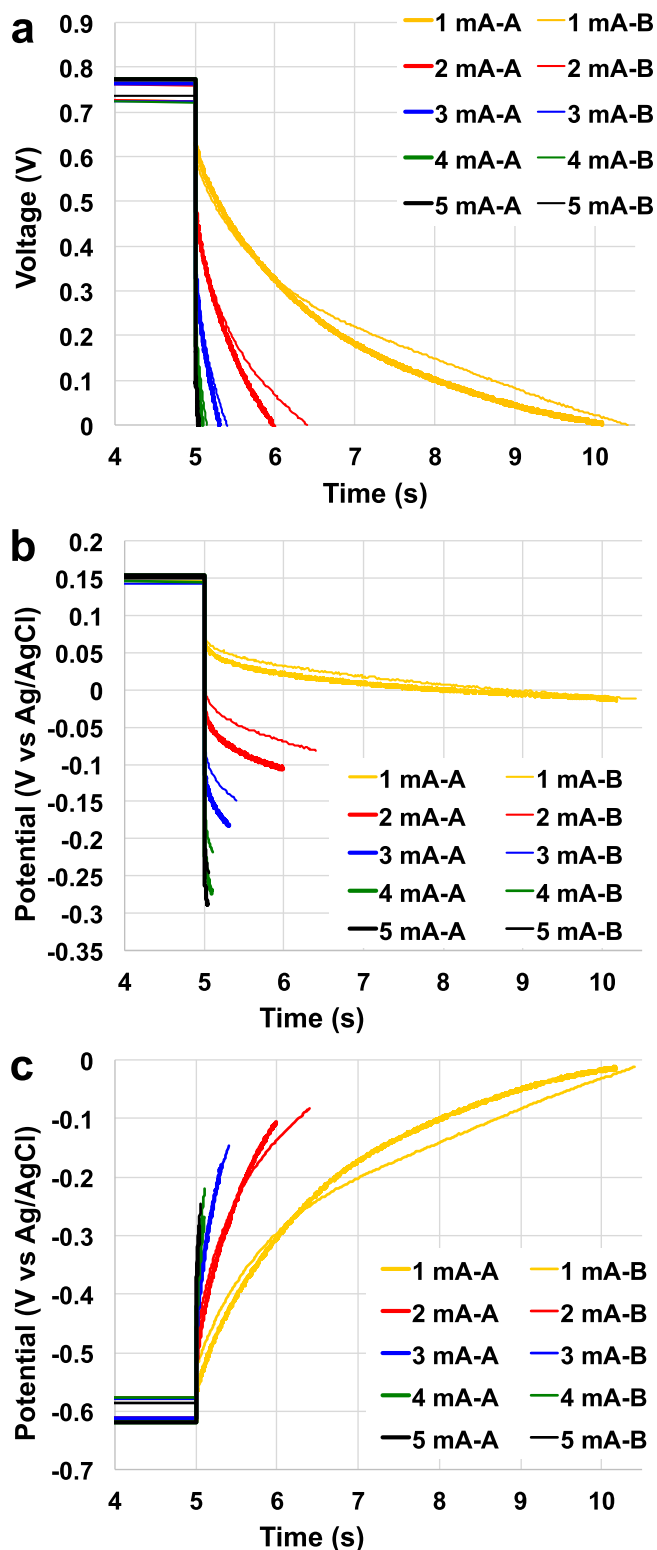 a
0.9
0.8
0.7
0.6
0.5
0.4
0.3
0.2
0.1
0
Voltage (V)
1 mA-A 1 mA-B
2 mA-A 2 mA-B
3 mA-A 3 mA-B
4 mA-A 4 mA-B
5 mA-A 5 mA-B
4 5 6 7 8 9 10
Time (s)
b
0.2
0.15
0.1
0.05
0
-0.05
-0.1
-0.15
-0.2
-0.25
-0.3
-0.35
Potential (V vs Ag/AgCl)
1 mA-A 1 mA-B
2 mA-A 2 mA-B
3 mA-A 3 mA-B
4 mA-A 4 mA-B
5 mA-A 5 mA-B
4 5 6 7 8 9 10
Time (s)
c
0
-0.1
-0.2
-0.3
-0.4
-0.5
-0.6
-0.7
Potential (V vs Ag/AgCl)
1 mA-A 1 mA-B
2 mA-A 2 mA-B
3 mA-A 3 mA-B
4 mA-A 4 mA-B
5 mA-A 5 mA-B
4 5 6 7 8 9 10
Time (s)